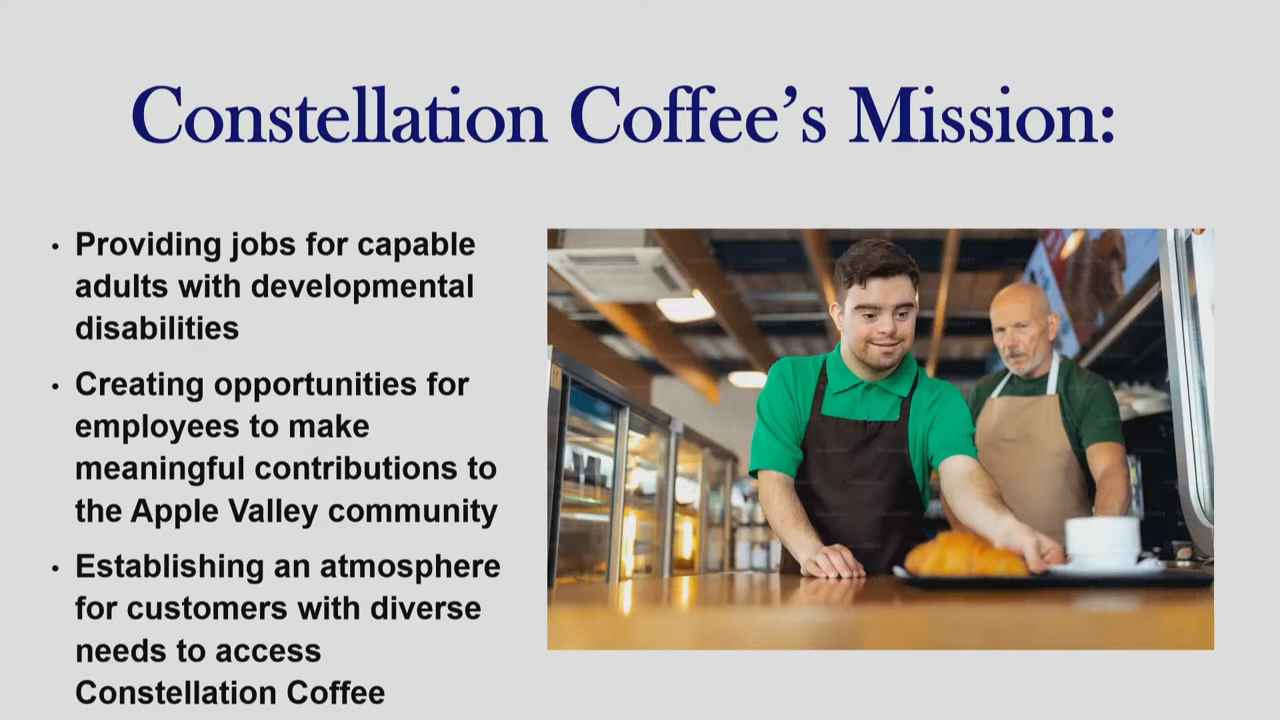 Constellation Coffee’s Mission:
• Providing jobs for capable
adults with developmental
disabilities
• Creating opportunities for
employees to make
meaningful contributions to
the Apple Valley community
• Establishing an atmosphere
for customers with diverse
needs to access
Constellation Coffee